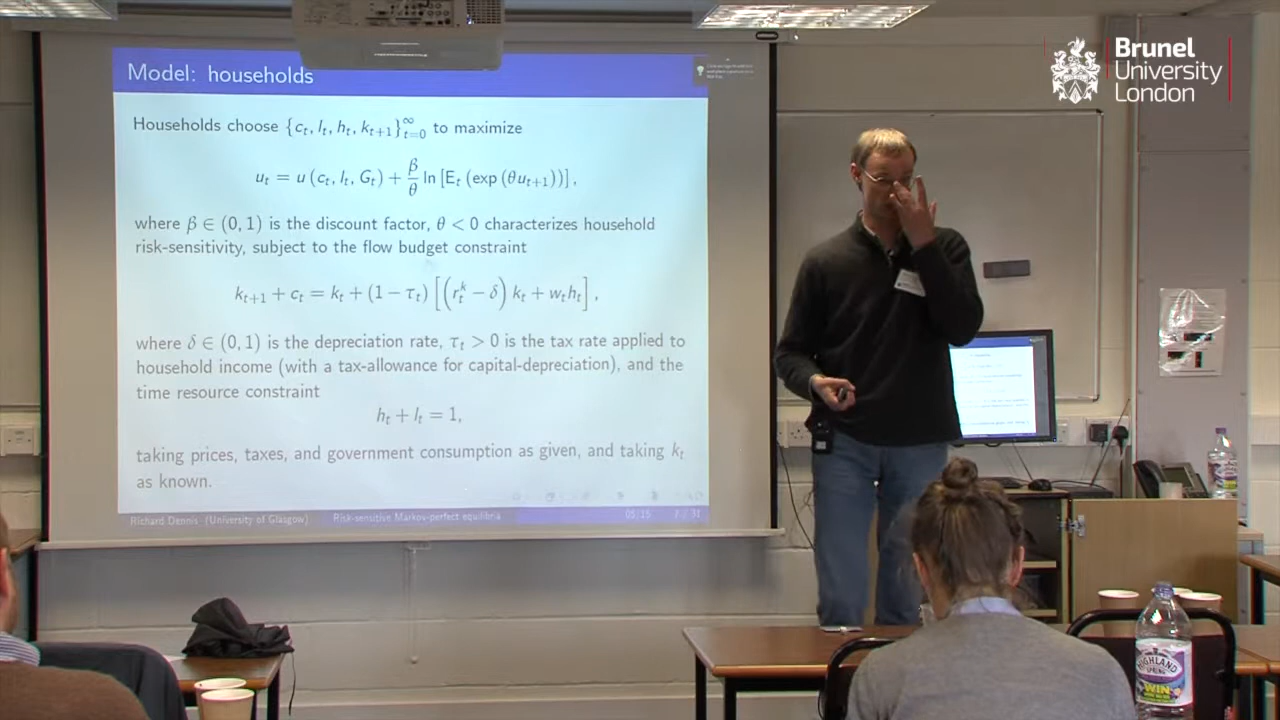 Model: households
Households choose {c_t, l_t, h_t, k_{t+1}}_{t=0}^∞ to maximize
u_t = u (c_t, l_t, G_t) + β/θ ln [E_t (exp (θu_{t+1}))],
where β ∈ (0, 1) is the discount factor, θ < 0 characterizes household
risk-sensitivity, subject to the flow budget constraint
k_{t+1} + c_t = k_t + (1 − τ_t) [(r_t^k − δ) k_t + w_t h_t],
where δ ∈ (0, 1) is the depreciation rate, τ_t > 0 is the tax rate applied to
household income (with a tax-allowance for capital-depreciation), and the
time resource constraint
h_t + l_t = 1,
taking prices, taxes, and government consumption as given, and taking k_t
as known.
Richard Dennis (University of Glasgow) Risk-sensitive Markov-perfect equilibria 05/15 7 / 31
Brunel
University
London
HIGHLAND
WIN